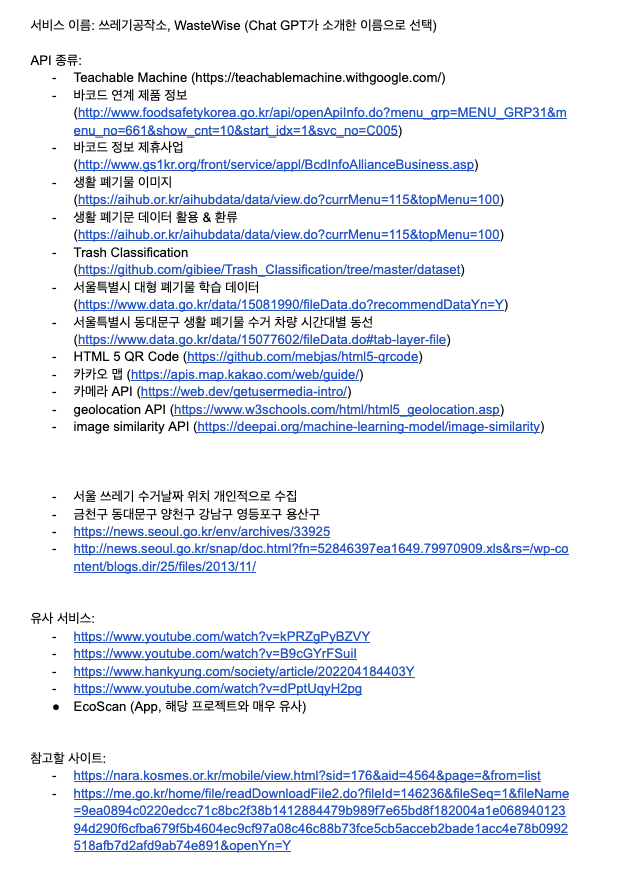 서비스 이름: 쓰레기공작소, WasteWise (Chat GPT가 소개한 이름으로 선택)
API 종류:
- Teachable Machine (https://teachablemachine.withgoogle.com/)
- 바코드 연계 제품 정보
(http://www.foodsafetykorea.go.kr/api/openApiInfo.do?menu_grp=MENU_GRP31&m
enu_no=661&show_cnt=10&start_idx=1&svc_no=C005)
- 바코드 정보 제휴사업
(http://www.gs1kr.org/front/service/appl/BcdInfoAllianceBusiness.asp)
- 생활 폐기물 이미지
(https://aihub.or.kr/aihubdata/data/view.do?currMenu=115&topMenu=100)
- 생활 폐기문 데이터 활용 & 환류
(https://aihub.or.kr/aihubdata/data/view.do?currMenu=115&topMenu=100)
- Trash Classification
(https://github.com/gibiee/Trash_Classification/tree/master/dataset)
- 서울특별시 대형 폐기물 학습 데이터
(https://www.data.go.kr/data/15081990/fileData.do?recommendDataYn=Y)
- 서울특별시 동대문구 생활 폐기물 수거 차량 시간대별 동선
(https://www.data.go.kr/data/15077602/fileData.do#tab-layer-file)
- HTML 5 QR Code (https://github.com/mebjas/html5-qrcode)
- 카카오 맵 (https://apis.map.kakao.com/web/guide/)
- 카메라 API (https://web.dev/getusermedia-intro/)
- geolocation API (https://www.w3schools.com/html/html5_geolocation.asp)
- image similarity API (https://deepai.org/machine-learning-model/image-similarity)
- 서울 쓰레기 수거날짜 위치 개인적으로 수집
- 금천구 동대문구 양천구 강남구 영등포구 용산구
- https://news.seoul.go.kr/env/archives/33925
- http://news.seoul.go.kr/snap/doc.html?fn=52846397ea1649.79970909.xls&rs=/wp-co
ntent/blogs.dir/25/files/2013/11/
유사 서비스:
- https://www.youtube.com/watch?v=kPRZgPyBZVY
- https://www.youtube.com/watch?v=B9cGYrFSuiI
- https://www.hankyung.com/society/article/202204184403Y
- https://www.youtube.com/watch?v=dPptUqyH2pg
● EcoScan (App, 해당 프로젝트와 매우 유사)
참고할 사이트:
- https://nara.kosmes.or.kr/mobile/view.html?sid=176&aid=4564&page=&from=list
- https://me.go.kr/home/file/readDownloadFile2.do?fileId=146236&fileSeq=1&fileName
=9ea0894c0220edcc71c8bc2f38b1412884479b989f7e65bd8f182004a1e068940123
94d290f6cfba679f5b4604ec9cf97a08c46c88b73fce5cb5acceb2bade1acc4e78b0992
518afb7d2afd9ab74e891&openYn=Y